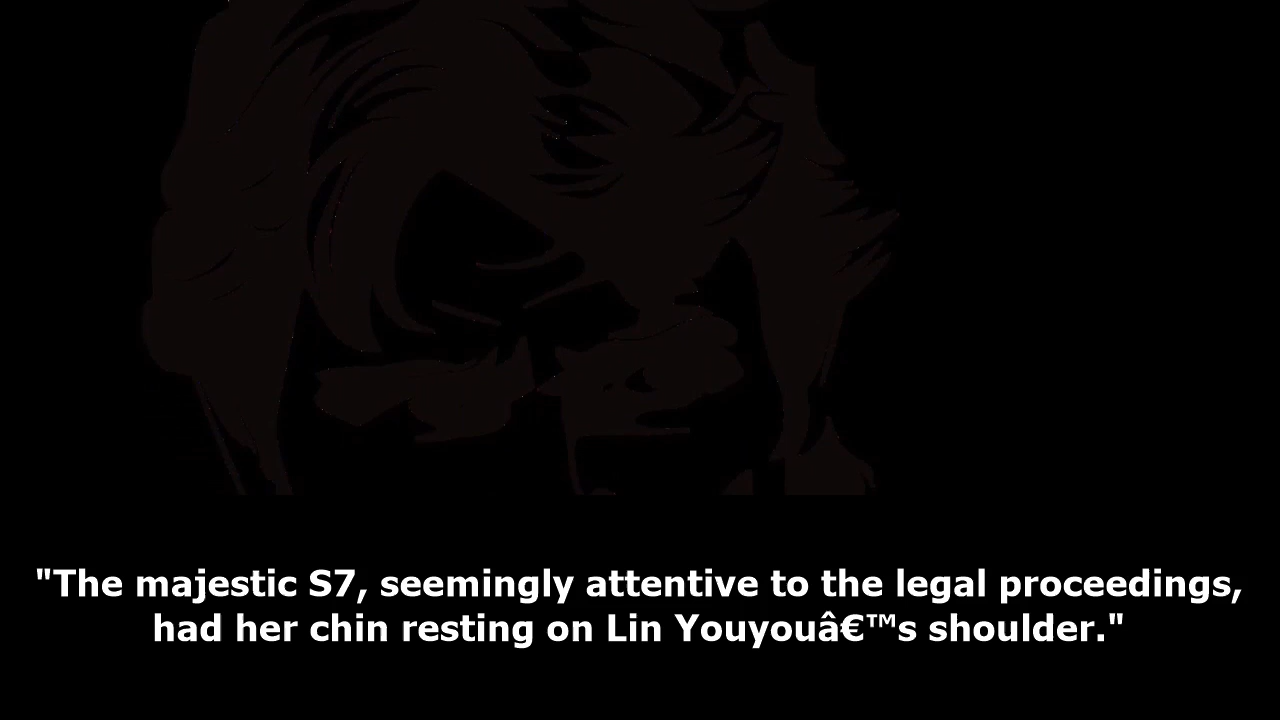 "The majestic S7, seemingly attentive to the legal proceedings,
had her chin resting on Lin Youyouâ€™s shoulder."